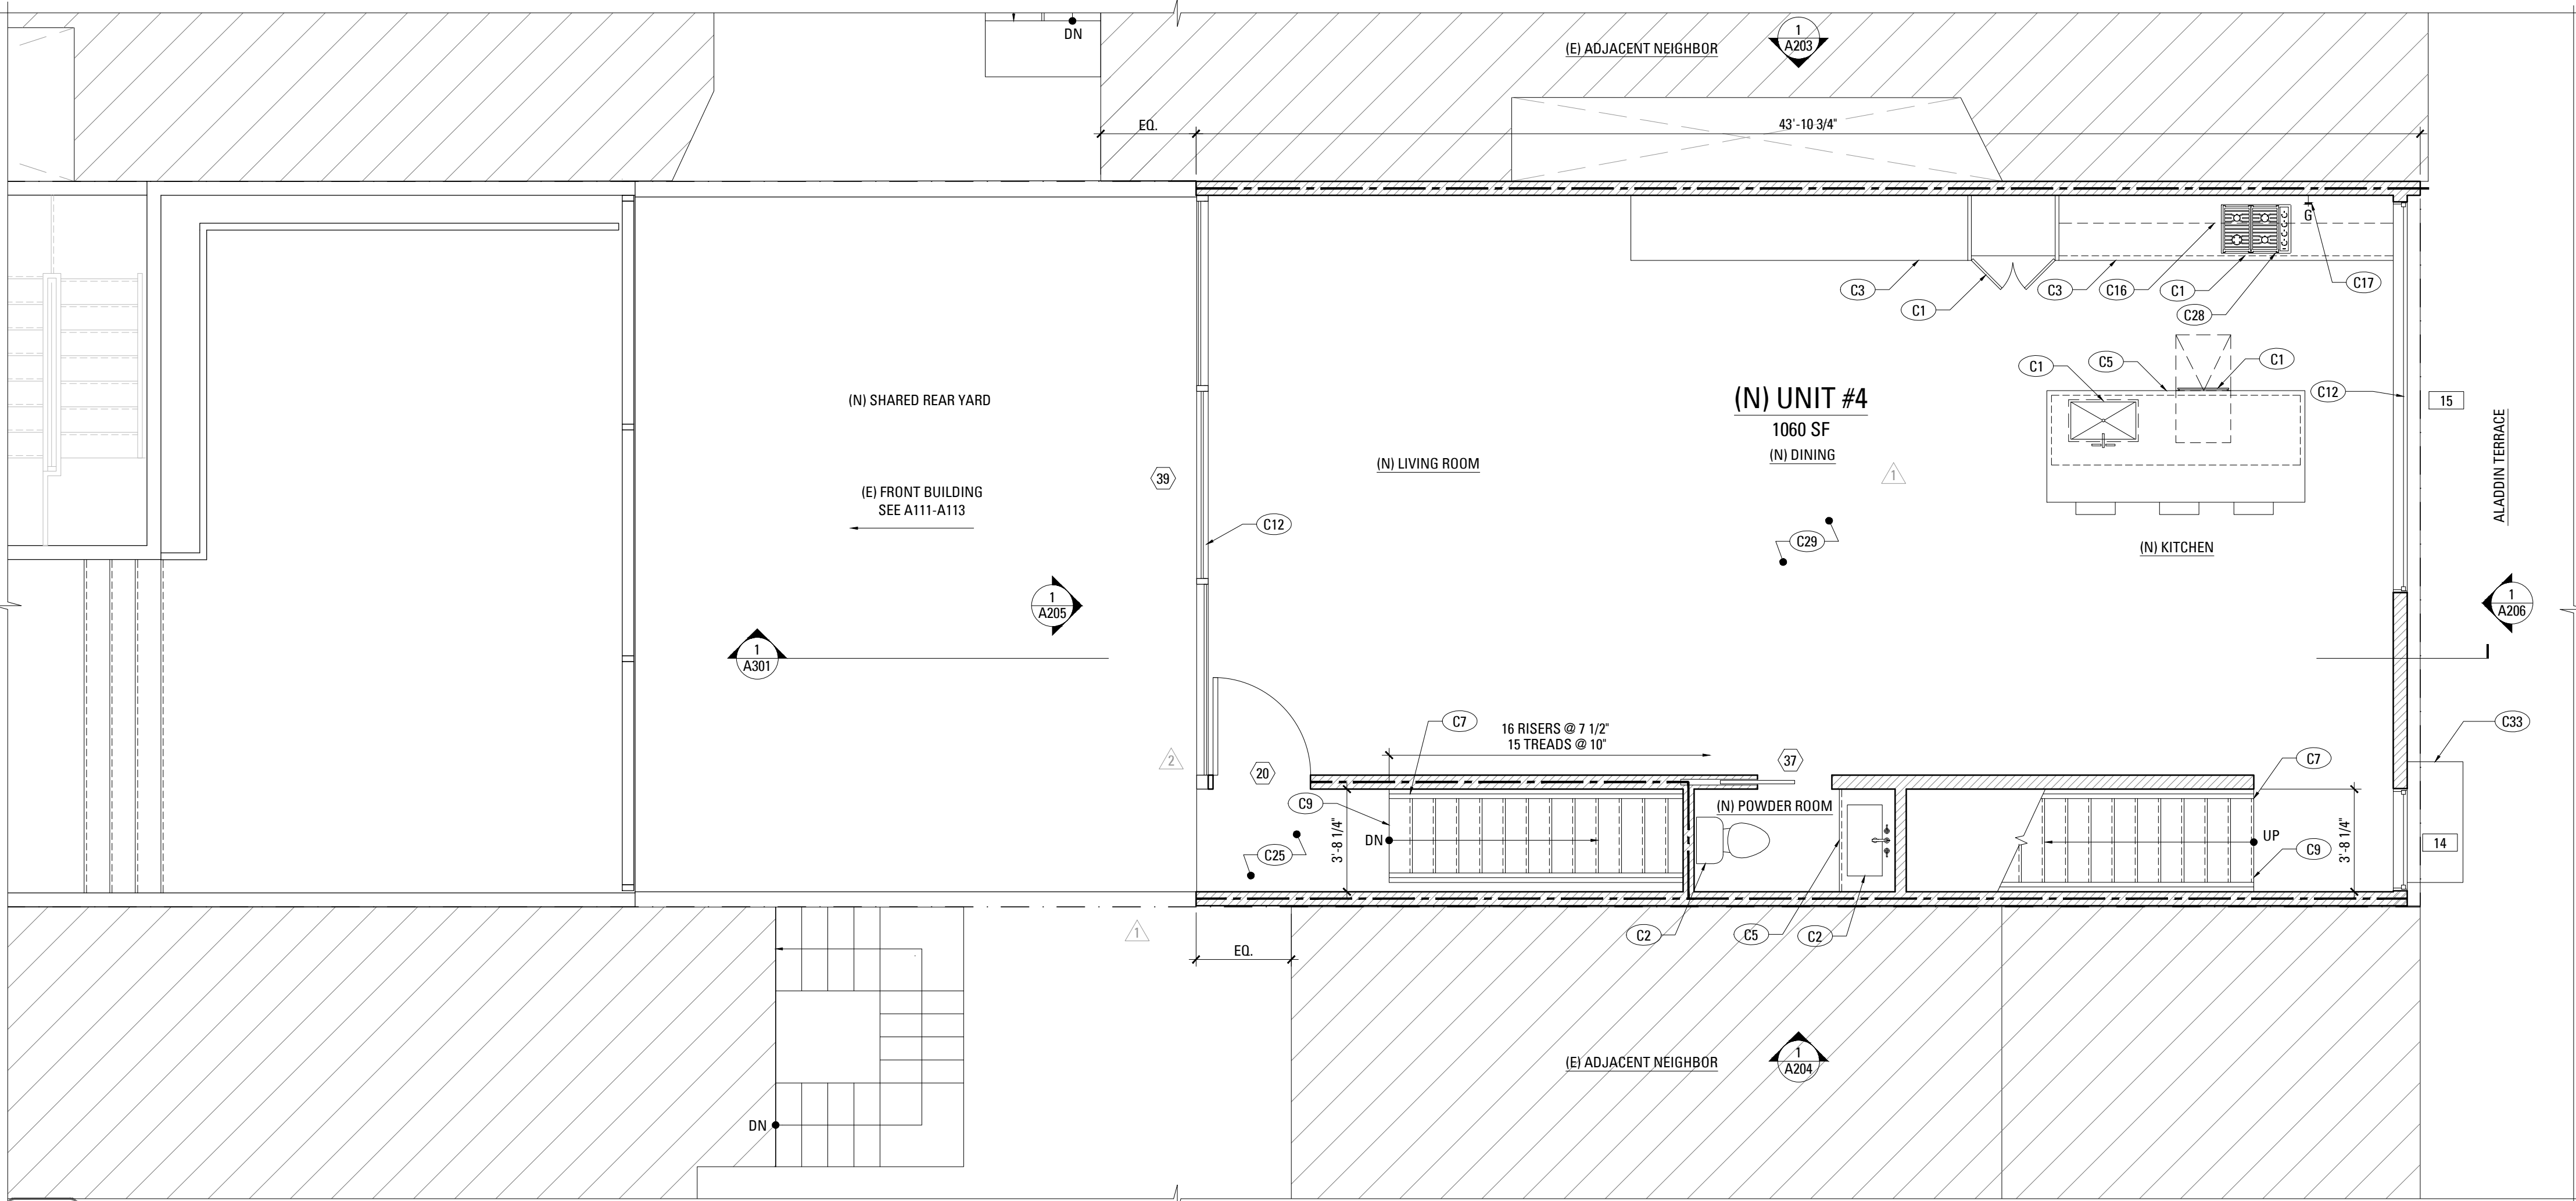 DN
(E) ADJACENT NEIGHBOR
1
A203
EQ.
43'-10 3/4"
G
C3
C1
C3
C16
C1
C17
C28
C1
C5
C1
C12
15
(N) SHARED REAR YARD
(N) UNIT #4
1060 SF
(N) DINING
(N) LIVING ROOM
39
1
ALADDIN TERRACE
(E) FRONT BUILDING
SEE A111-A113
C12
C29
(N) KITCHEN
1
A205
1
A206
1
A301
C7
16 RISERS @ 7 1/2"
15 TREADS @ 10"
C33
2
20
37
C7
C9
(N) POWDER ROOM
3'-8 1/4"
DN
C25
UP
C9
3'-8 1/4"
14
1
C2
C5
C2
EQ.
(E) ADJACENT NEIGHBOR
1
A204
DN